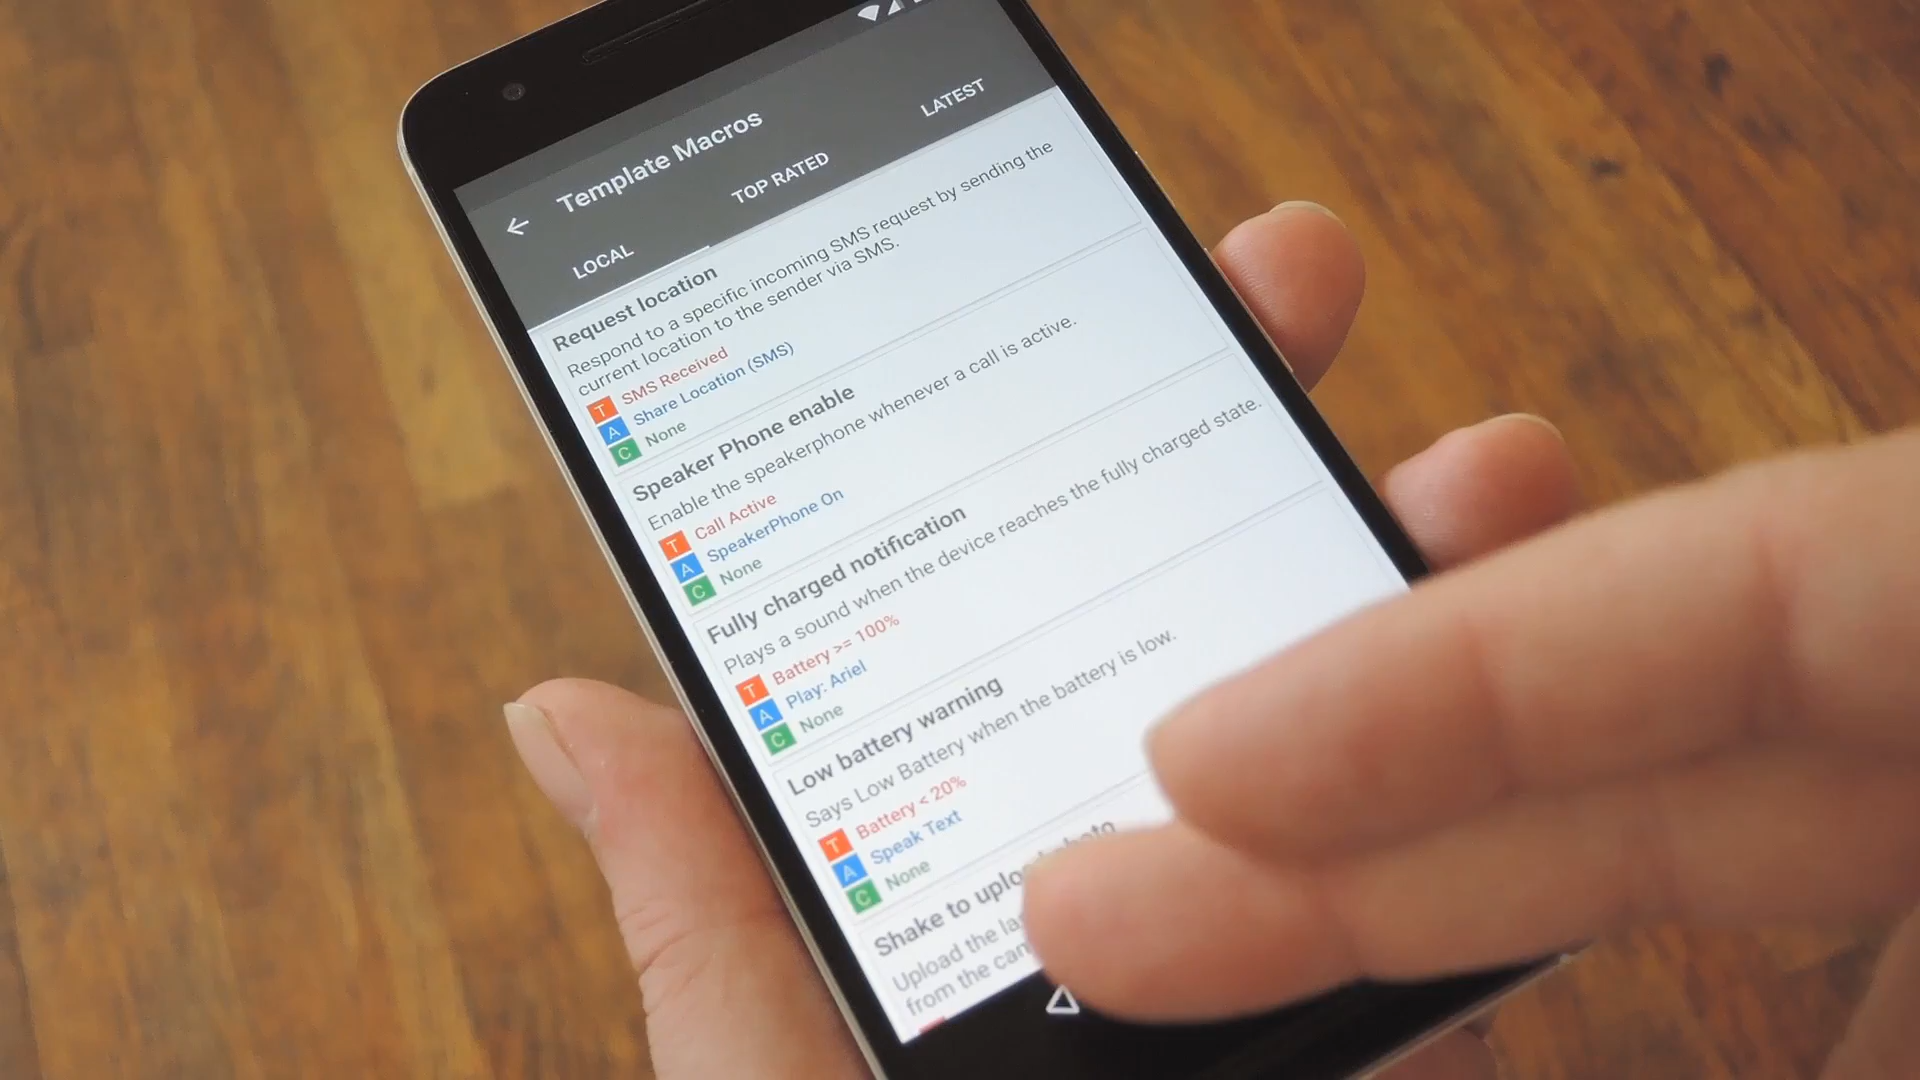 Template Macros
LOCAL
TOP RATED
LATEST
Request location
Respond to a specific incoming SMS request by sending the
current location to the sender via SMS.
T SMS Received
A Share Location (SMS)
C None
Speaker Phone enable
Enable the speakerphone whenever a call is active.
T Call Active
A SpeakerPhone On
C None
Fully charged notification
Plays a sound when the device reaches the fully charged state.
T Battery >= 100%
A Play: Ariel
C None
Low battery warning
Says Low Battery when the battery is low.
T Battery < 20%
A Speak Text
C None
Shake to upload photo
Upload the
from the